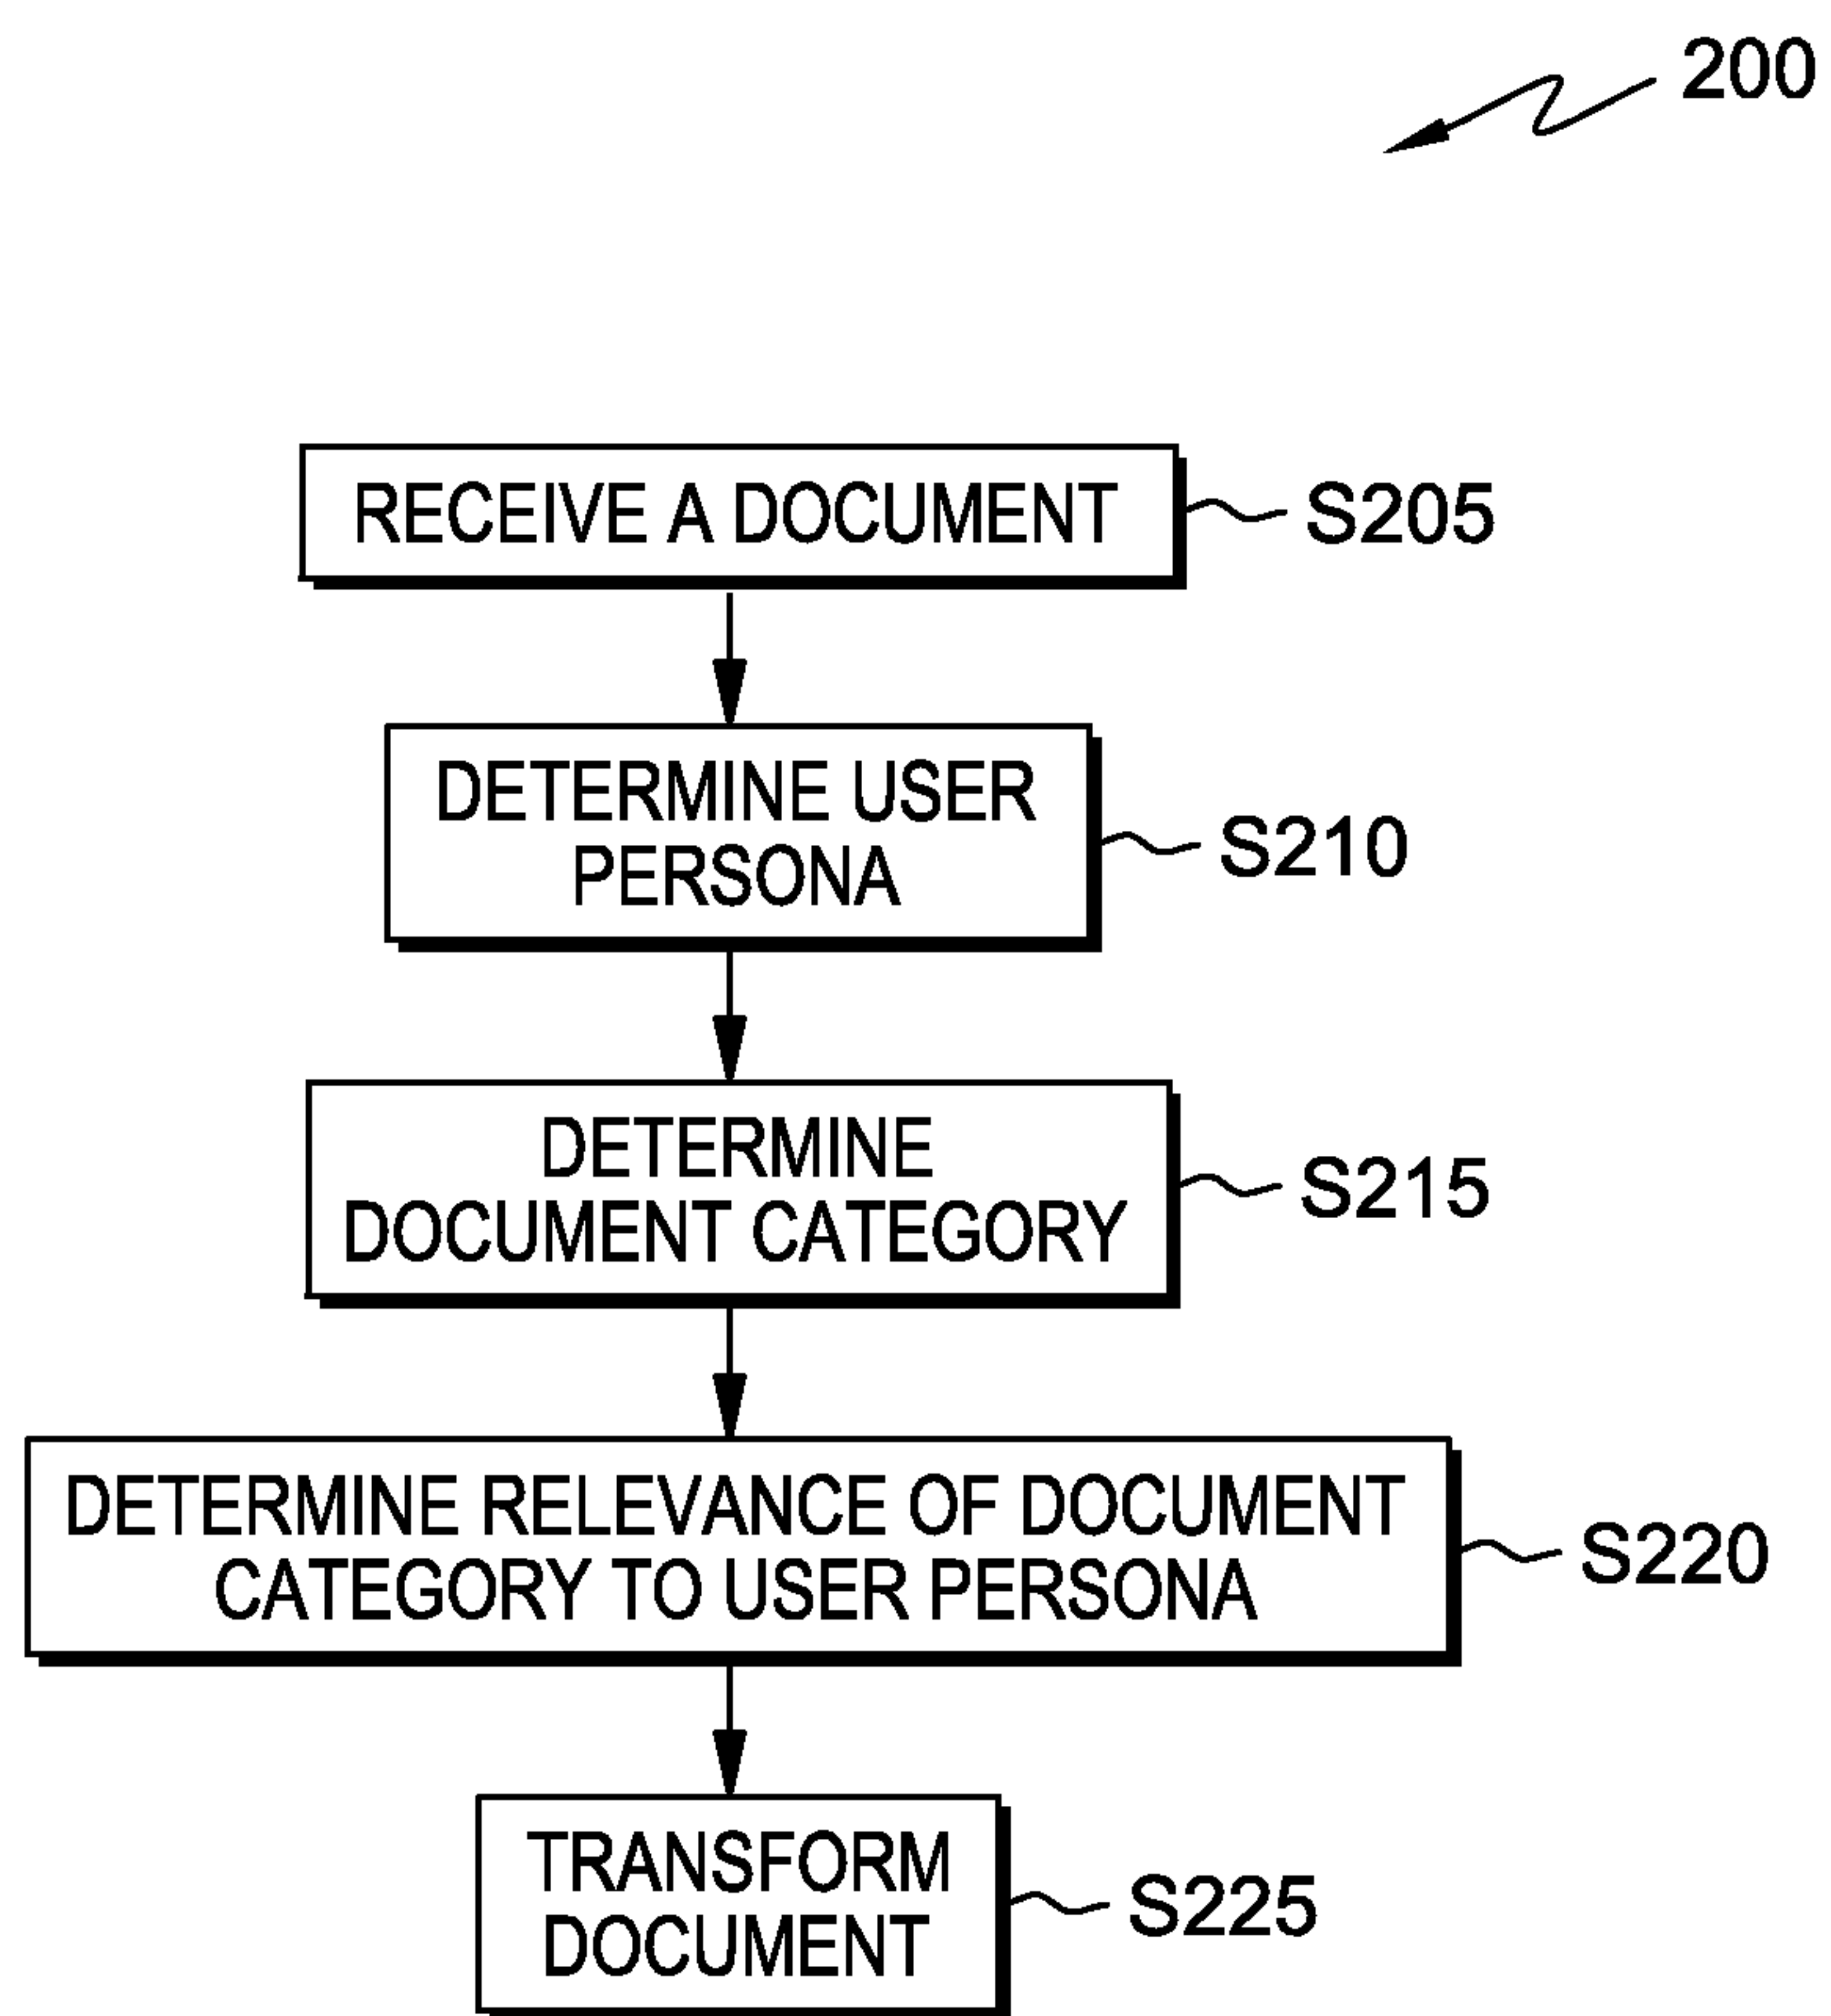 200
RECEIVE A DOCUMENT
S205
DETERMINE USER
PERSONA
S210
DETERMINE
DOCUMENT CATEGORY
S215
DETERMINE RELEVANCE OF DOCUMENT
CATEGORY TO USER PERSONA
S220
TRANSFORM
DOCUMENT
S225